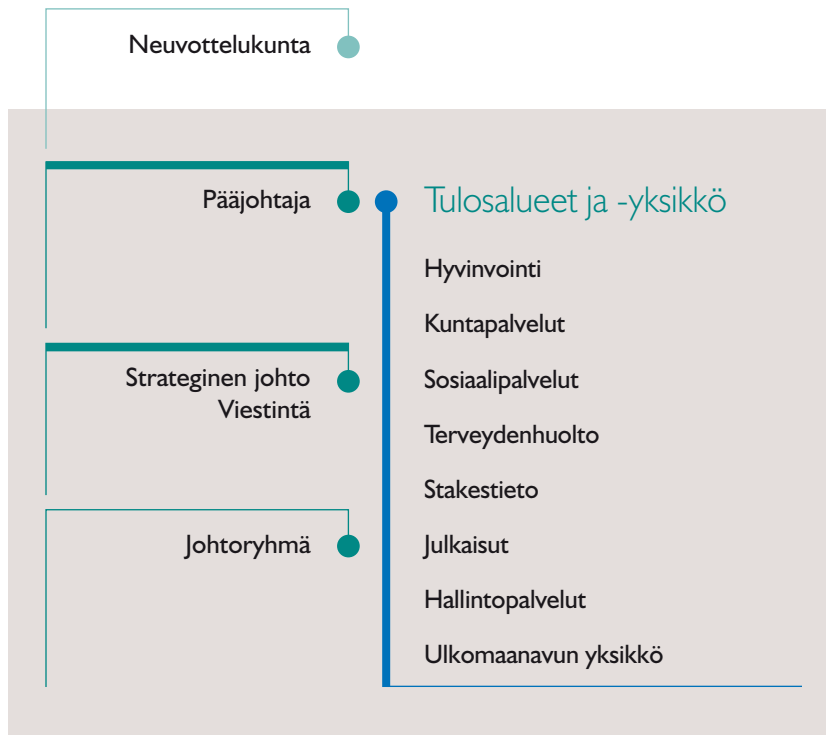 Neuvottelukunta
Pääjohtaja
Strateginen johto
Viestintä
Johtoryhmä
Tulosalueet ja -yksikkö
Hyvinvointi
Kuntapalvelut
Sosiaalipalvelut
Terveydenhuolto
Stakestieto
Julkaisut
Hallintopalvelut
Ulkomaanavun yksikkö